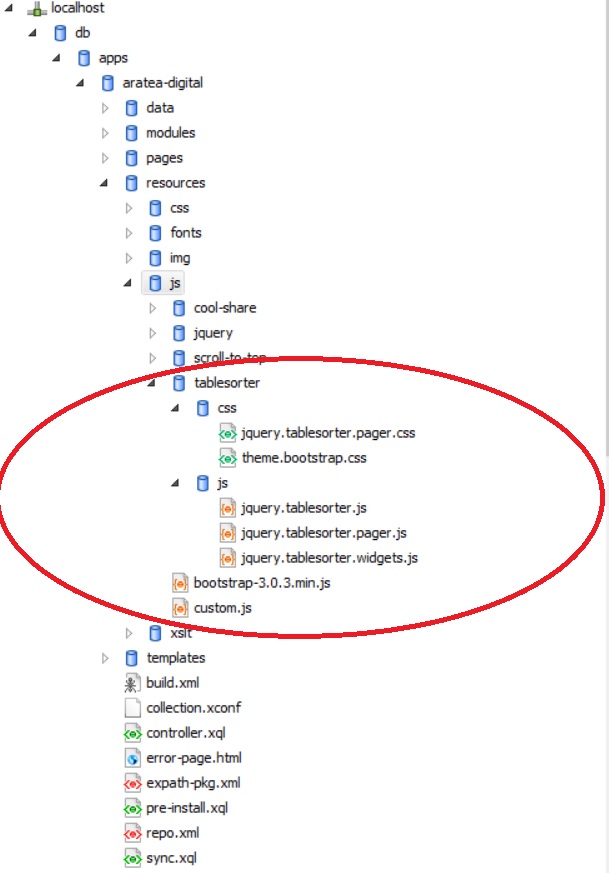 localhost
db
apps
aratea-digital
data
modules
pages
resources
css
fonts
img
js
cool-share
jquery
scroll-to-top
tablesorter
css
jquery.tablesorter.pager.css
theme.bootstrap.css
js
jquery.tablesorter.js
jquery.tablesorter.pager.js
jquery.tablesorter.widgets.js
bootstrap-3.0.3.min.js
custom.js
xslt
templates
build.xml
collection.xconf
controller.xql
error-page.html
expath-pkg.xml
pre-install.xql
repo.xml
sync.xql